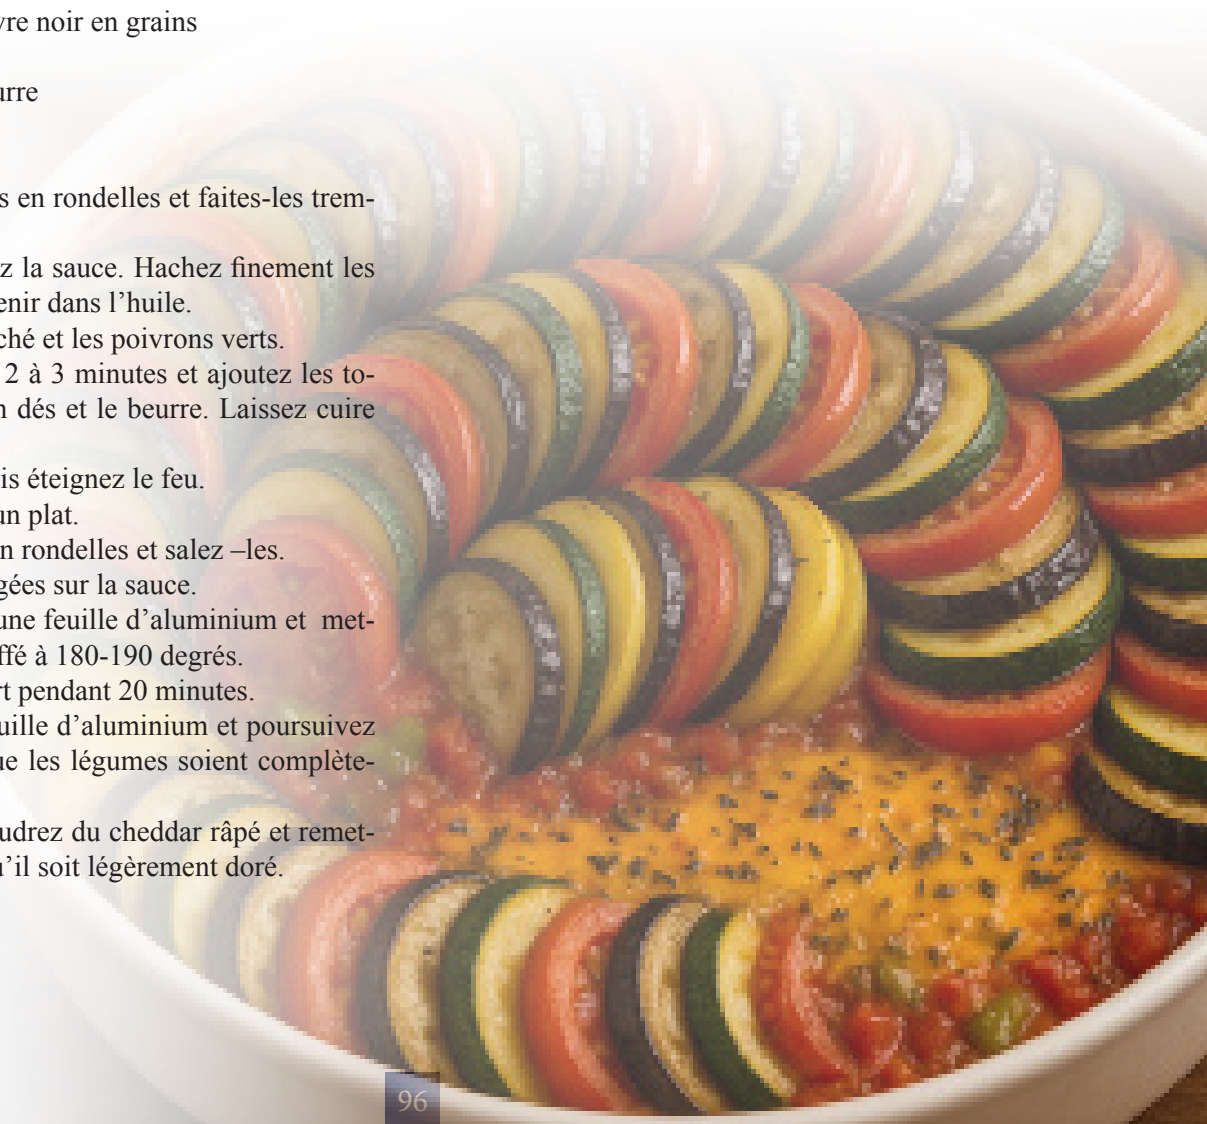 vre noir en grains
urre
s en rondelles et faites-les trem-
z la sauce. Hachez finement les
enir dans l’huile.
ché et les poivrons verts.
2 à 3 minutes et ajoutez les to-
n dés et le beurre. Laissez cuire
is éteignez le feu.
un plat.
n rondelles et salez –les.
gées sur la sauce.
une feuille d’aluminium et met-
ffé à 180-190 degrés.
rt pendant 20 minutes.
uille d’aluminium et poursuivez
ue les légumes soient complète-
udrez du cheddar râpé et remet-
u’il soit légèrement doré.
96